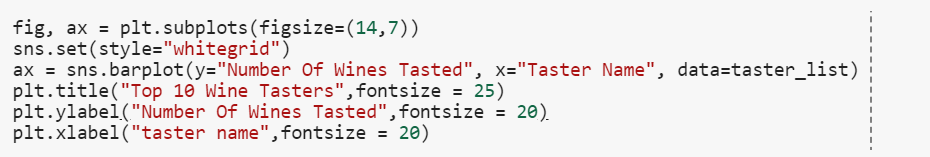 fig, ax = plt.subplots(figsize=(14,7))
sns.set(style="whitegrid")
ax = sns.barplot(y="Number Of Wines Tasted", x="Taster Name", data=taster_list)
plt.title("Top 10 Wine Tasters",fontsize = 25)
plt.ylabel("Number Of Wines Tasted",fontsize = 20)
plt.xlabel("taster name",fontsize = 20)